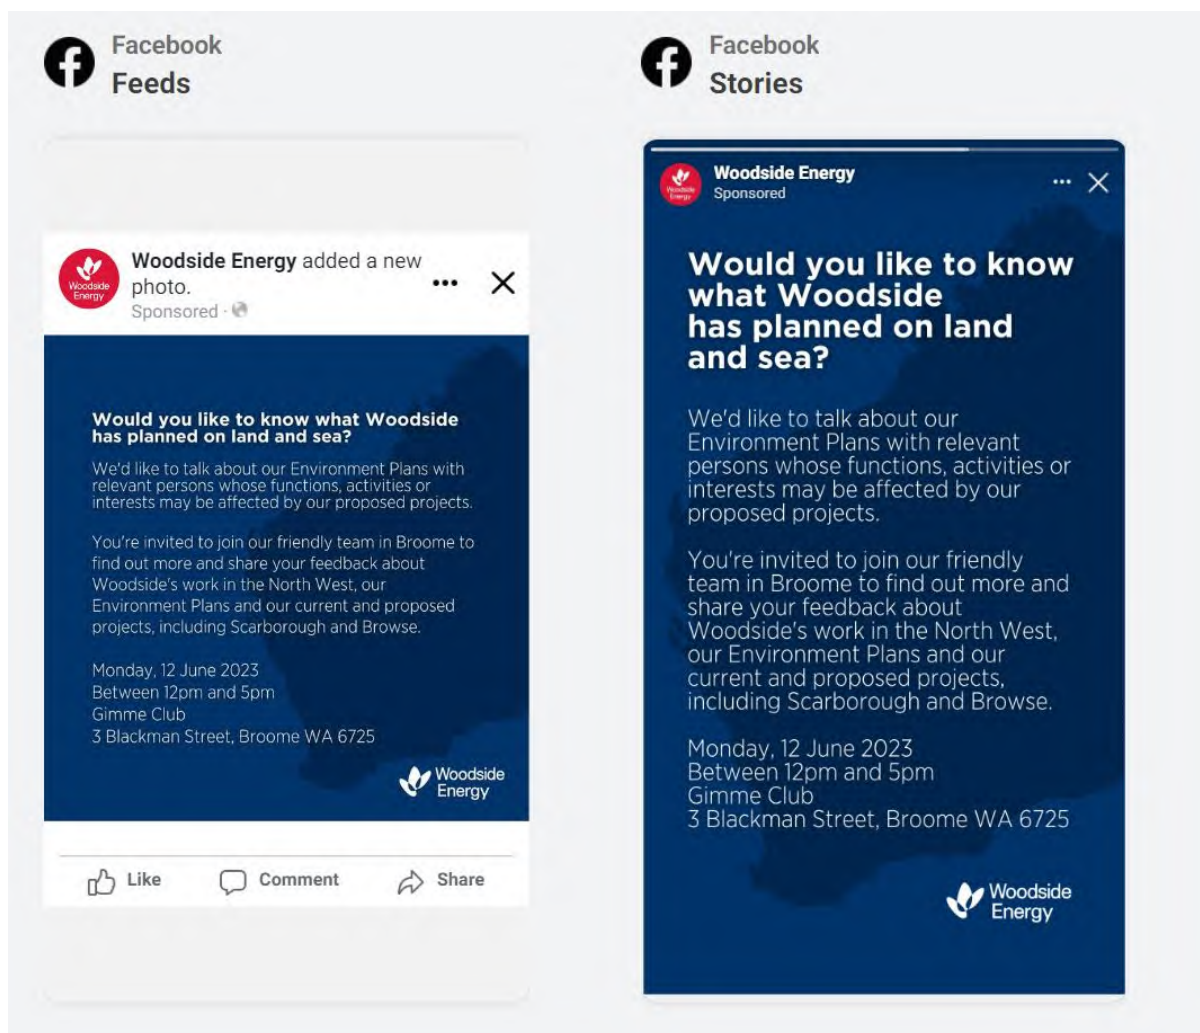 Facebook
Feeds
Woodside Energy added a new
photo.
Sponsored ·
Woodside
Energy
Would you like to know what Woodside
has planned on land and sea?
We'd like to talk about our Environment Plans with
relevant persons whose functions, activities or
interests may be affected by our proposed projects.
You're invited to join our friendly team in Broome to
find out more and share your feedback about
Woodside's work in the North West, our
Environment Plans and our current and proposed
projects, including Scarborough and Browse.
Monday, 12 June 2023
Between 12pm and 5pm
Gimme Club
3 Blackman Street, Broome WA 6725
Woodside
Energy
Like
Comment
Share
Facebook
Stories
Woodside Energy
Sponsored
Woodside
Energy
Would you like to know
what Woodside
has planned on land
and sea?
We'd like to talk about our
Environment Plans with relevant
persons whose functions, activities or
interests may be affected by our
proposed projects.
You're invited to join our friendly
team in Broome to find out more and
share your feedback about
Woodside's work in the North West,
our Environment Plans and our
current and proposed projects,
including Scarborough and Browse.
Monday, 12 June 2023
Between 12pm and 5pm
Gimme Club
3 Blackman Street, Broome WA 6725
Woodside
Energy